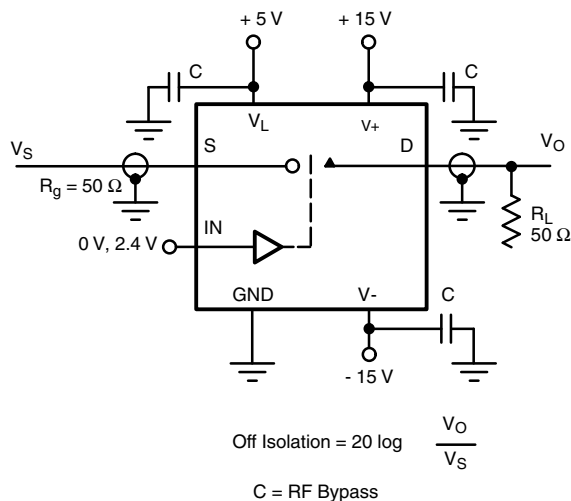 + 5 V
+ 15 V
C
C
V_L
V+
V_S
S
D
V_O
R_g = 50 Ω
R_L
50 Ω
0 V, 2.4 V
IN
GND
V-
C
- 15 V
Off Isolation = 20 log V_O / V_S
C = RF Bypass